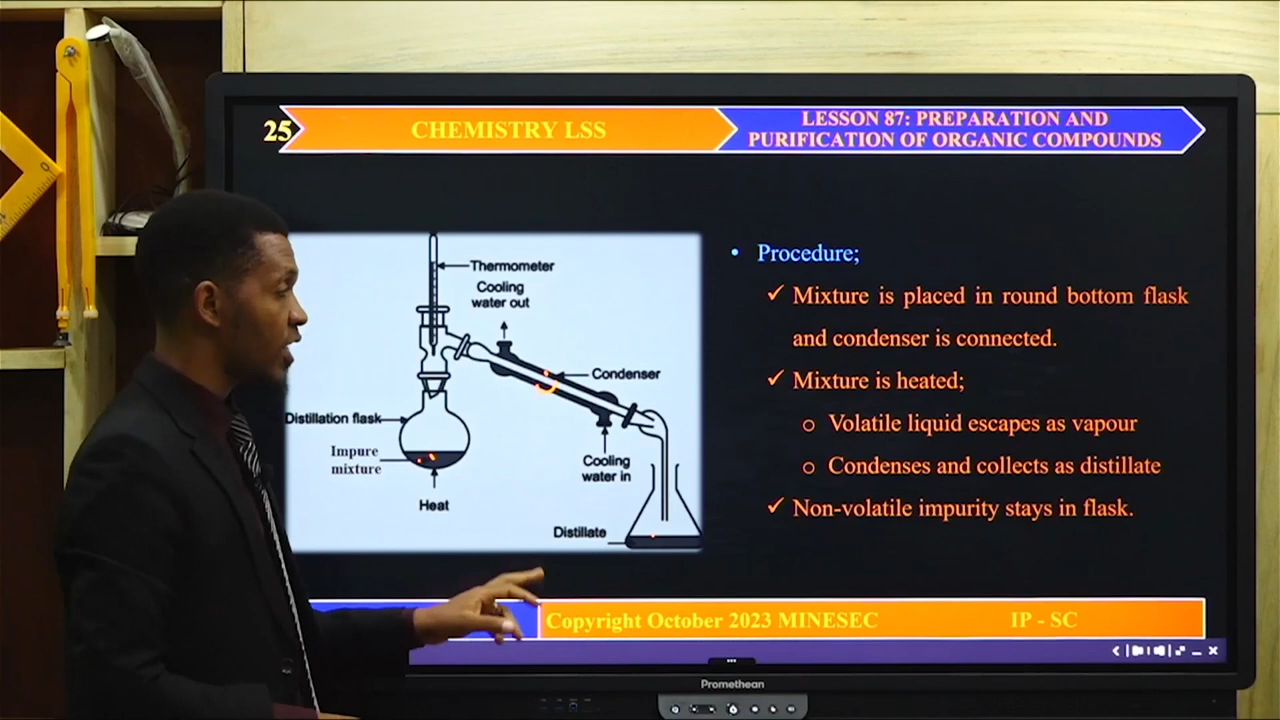 25
CHEMISTRY LSS
LESSON 87: PREPARATION AND
PURIFICATION OF ORGANIC COMPOUNDS
Thermometer
Cooling
water out
Condenser
Distillation flask
Impure
mixture
Cooling
water in
Heat
Distillate
• Procedure;
✓ Mixture is placed in round bottom flask
and condenser is connected.
✓ Mixture is heated;
o Volatile liquid escapes as vapour
o Condenses and collects as distillate
✓ Non-volatile impurity stays in flask.
Copyright October 2023 MINESEC
IP - SC
Promethean